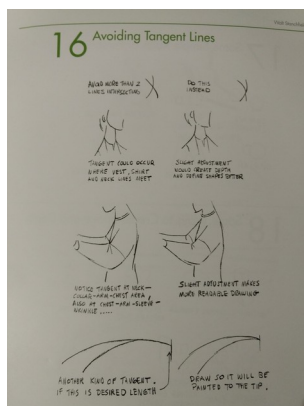 16 Avoiding Tangent Lines
AVOID MORE THAN 2
LINES INTERSECTING
DO THIS
INSTEAD
TANGENT COULD OCCUR
WHERE VEST, SHIRT
AND NECK LINES MEET
SLIGHT ADJUSTMENT
WOULD CREATE DEPTH
AND DEFINE SHAPES BETTER
NOTICE TANGENT AT NECK-
COLLAR-ARM-CHEST AREA,
ALSO AT CHEST-ARM-SLEEVE-
WRINKLE.....
SLIGHT ADJUSTMENT MAKES
MORE READABLE DRAWING
ANOTHER KIND OF TANGENT.
IF THIS IS DESIRED LENGTH
DRAW SO IT WILL BE
PAINTED TO THE TIP.